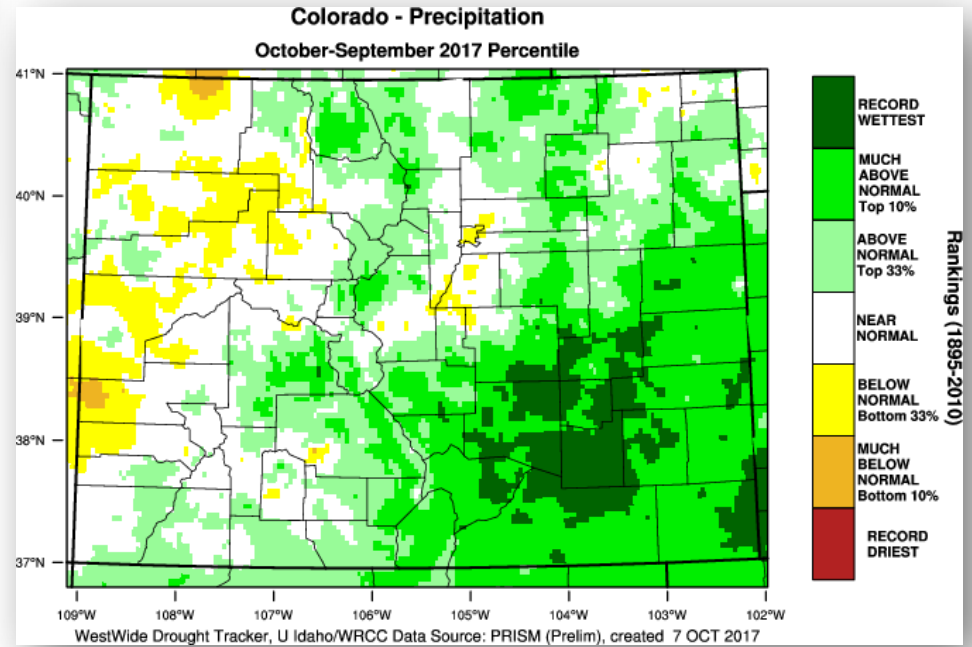 Colorado - Precipitation
October-September 2017 Percentile
41°N
40°N
39°N
38°N
37°N
109°W 108°W 107°W 106°W 105°W 104°W 103°W 102°W
RECORD
WETTEST
MUCH
ABOVE
NORMAL
Top 10%
ABOVE
NORMAL
Top 33%
NEAR
NORMAL
BELOW
NORMAL
Bottom 33%
MUCH
BELOW
NORMAL
Bottom 10%
RECORD
DRIEST
Rankings (1895-2010)
WestWide Drought Tracker, U Idaho/WRCC Data Source: PRISM (Prelim), created 7 OCT 2017